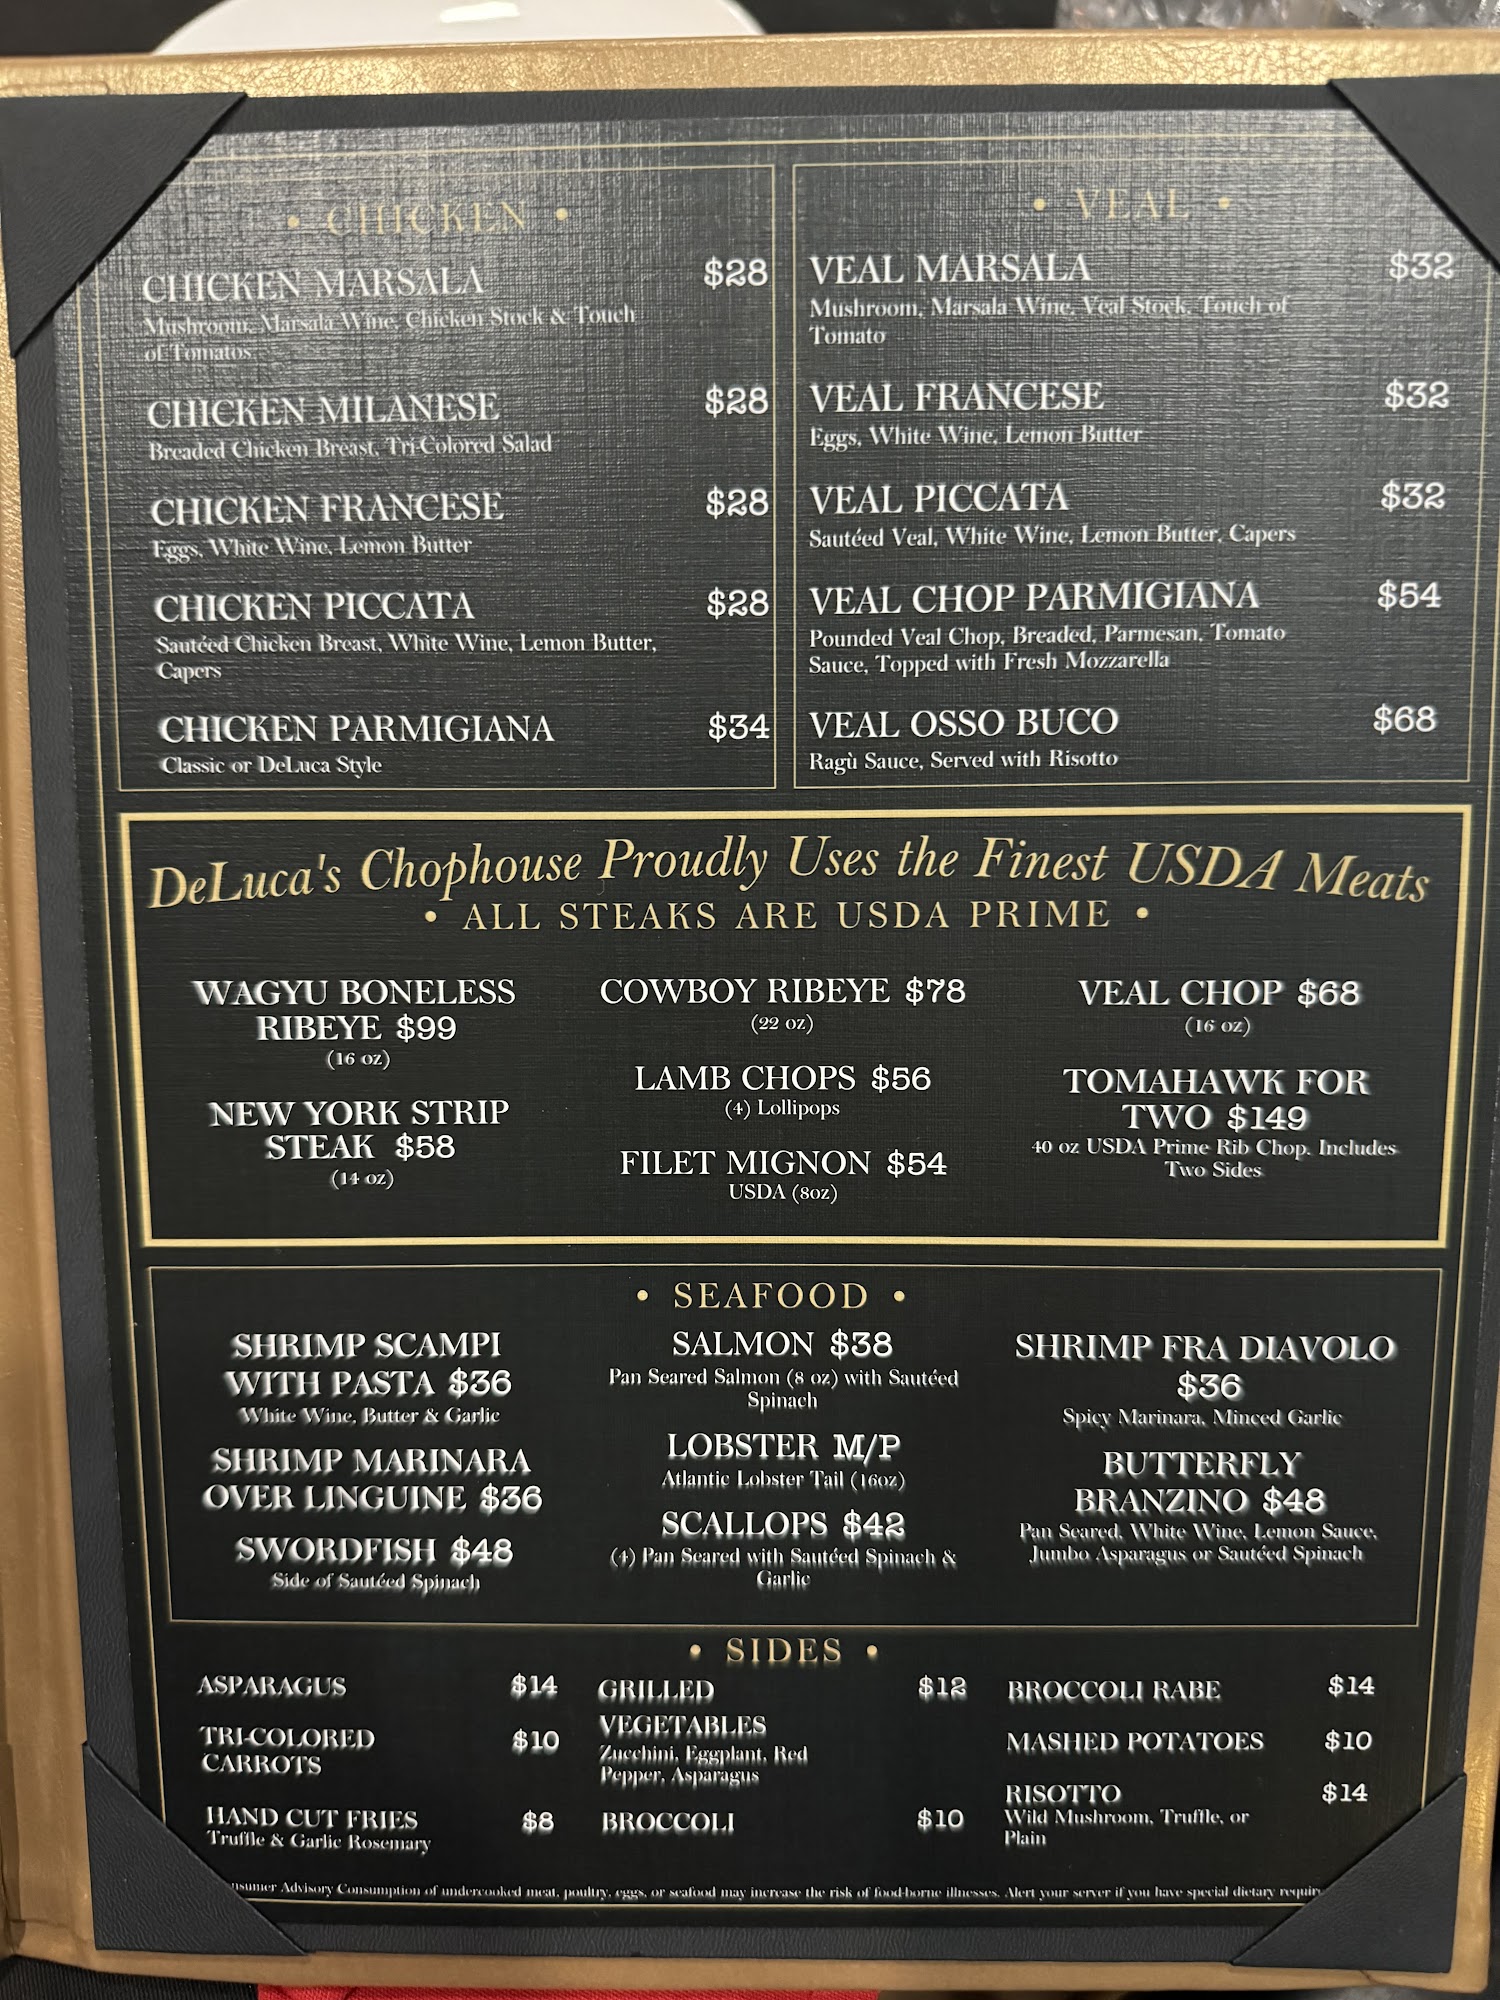 • CHICKEN •
CHICKEN MARSALA $28
Mushroom, Marsala Wine, Chicken Stock & Touch
of Tomatos
CHICKEN MILANESE $28
Breaded Chicken Breast, Tri-Colored Salad
CHICKEN FRANCESE $28
Eggs, White Wine, Lemon Butter
CHICKEN PICCATA $28
Sautéed Chicken Breast, White Wine, Lemon Butter,
Capers
CHICKEN PARMIGIANA $34
Classic or DeLuca Style
• VEAL •
VEAL MARSALA $32
Mushroom, Marsala Wine, Veal Stock, Touch of
Tomato
VEAL FRANCESE $32
Eggs, White Wine, Lemon Butter
VEAL PICCATA $32
Sautéed Veal, White Wine, Lemon Butter, Capers
VEAL CHOP PARMIGIANA $54
Pounded Veal Chop, Breaded, Parmesan, Tomato
Sauce, Topped with Fresh Mozzarella
VEAL OSSO BUCO $68
Ragù Sauce, Served with Risotto
DeLuca's Chophouse Proudly Uses the Finest USDA Meats
• ALL STEAKS ARE USDA PRIME •
WAGYU BONELESS
RIBEYE $99
(16 oz)
NEW YORK STRIP
STEAK $58
(14 oz)
COWBOY RIBEYE $78
(22 oz)
LAMB CHOPS $56
(4) Lollipops
FILET MIGNON $54
USDA (8oz)
VEAL CHOP $68
(16 oz)
TOMAHAWK FOR
TWO $149
40 oz USDA Prime Rib Chop. Includes
Two Sides
• SEAFOOD •
SHRIMP SCAMPI
WITH PASTA $36
White Wine, Butter & Garlic
SHRIMP MARINARA
OVER LINGUINE $36
SWORDFISH $48
Side of Sautéed Spinach
SALMON $38
Pan Seared Salmon (8 oz) with Sautéed
Spinach
LOBSTER M/P
Atlantic Lobster Tail (16oz)
SCALLOPS $42
(4) Pan Seared with Sautéed Spinach &
Garlic
SHRIMP FRA DIAVOLO
$36
Spicy Marinara, Minced Garlic
BUTTERFLY
BRANZINO $48
Pan Seared, White Wine, Lemon Sauce,
Jumbo Asparagus or Sautéed Spinach
• SIDES •
ASPARAGUS $14
TRI-COLORED $10
CARROTS
HAND CUT FRIES $8
Truffle & Garlic Rosemary
GRILLED $12
VEGETABLES
Zucchini, Eggplant, Red
Pepper, Asparagus
BROCCOLI $10
BROCCOLI RABE $14
MASHED POTATOES $10
RISOTTO $14
Wild Mushroom, Truffle, or
Plain
nsumer Advisory Consumption of undercooked meat, poultry, eggs, or seafood may increase the risk of food-borne illnesses. Alert your server if you have special dietary requir